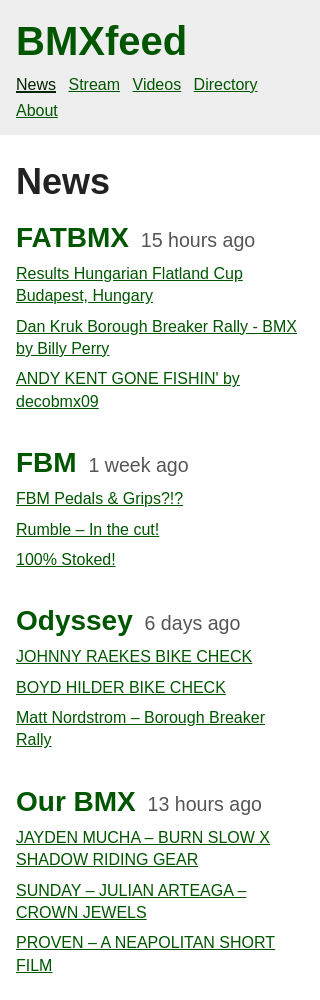 BMXfeed
News Stream Videos Directory
About
News
FATBMX 15 hours ago
Results Hungarian Flatland Cup
Budapest, Hungary
Dan Kruk Borough Breaker Rally - BMX
by Billy Perry
ANDY KENT GONE FISHIN' by
decobmx09
FBM 1 week ago
FBM Pedals & Grips?!?
Rumble – In the cut!
100% Stoked!
Odyssey 6 days ago
JOHNNY RAEKES BIKE CHECK
BOYD HILDER BIKE CHECK
Matt Nordstrom – Borough Breaker
Rally
Our BMX 13 hours ago
JAYDEN MUCHA – BURN SLOW X
SHADOW RIDING GEAR
SUNDAY – JULIAN ARTEAGA –
CROWN JEWELS
PROVEN – A NEAPOLITAN SHORT
FILM